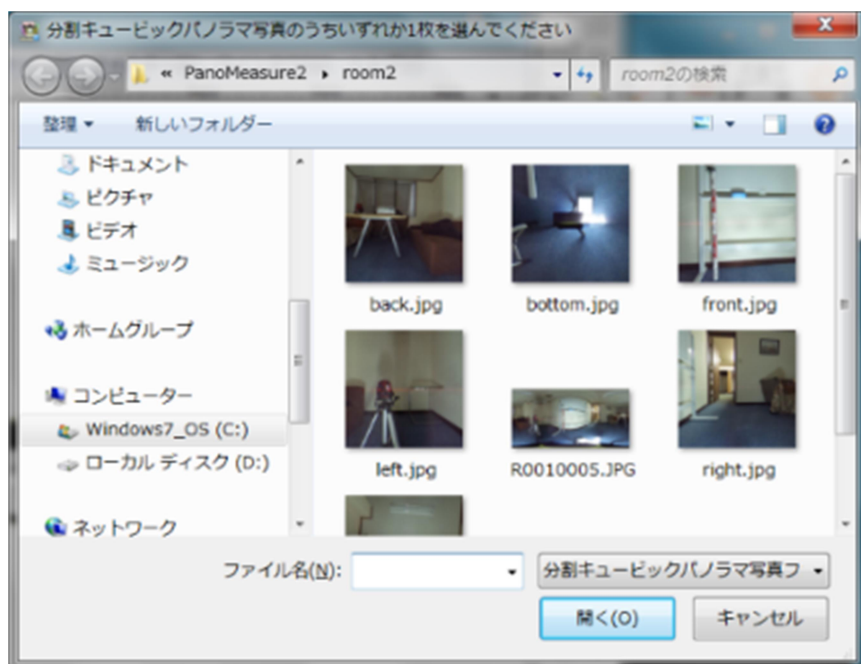 分割キュービックパノラマ写真のうちいずれか1枚を選んでください
« PanoMeasure2 ▸ room2
room2の検索
整理 新しいフォルダー
ドキュメント
ピクチャ
ビデオ
ミュージック
ホームグループ
コンピューター
Windows7_OS (C:)
ローカル ディスク (D:)
ネットワーク
back.jpg
bottom.jpg
front.jpg
left.jpg
R0010005.JPG
right.jpg
ファイル名(N):
分割キュービックパノラマ写真フ
開く(O)
キャンセル